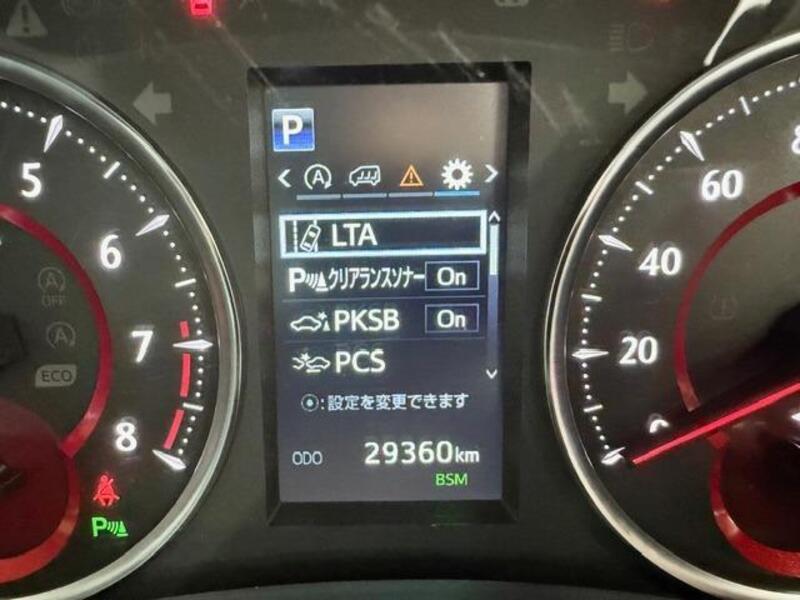 P
A
LTA
Pクリアランスソナー On
PKSB On
PCS
:設定を変更できます
ODO 29360km
BSM
5
6
7
8
A OFF
A
ECO
P
60
40
20
0